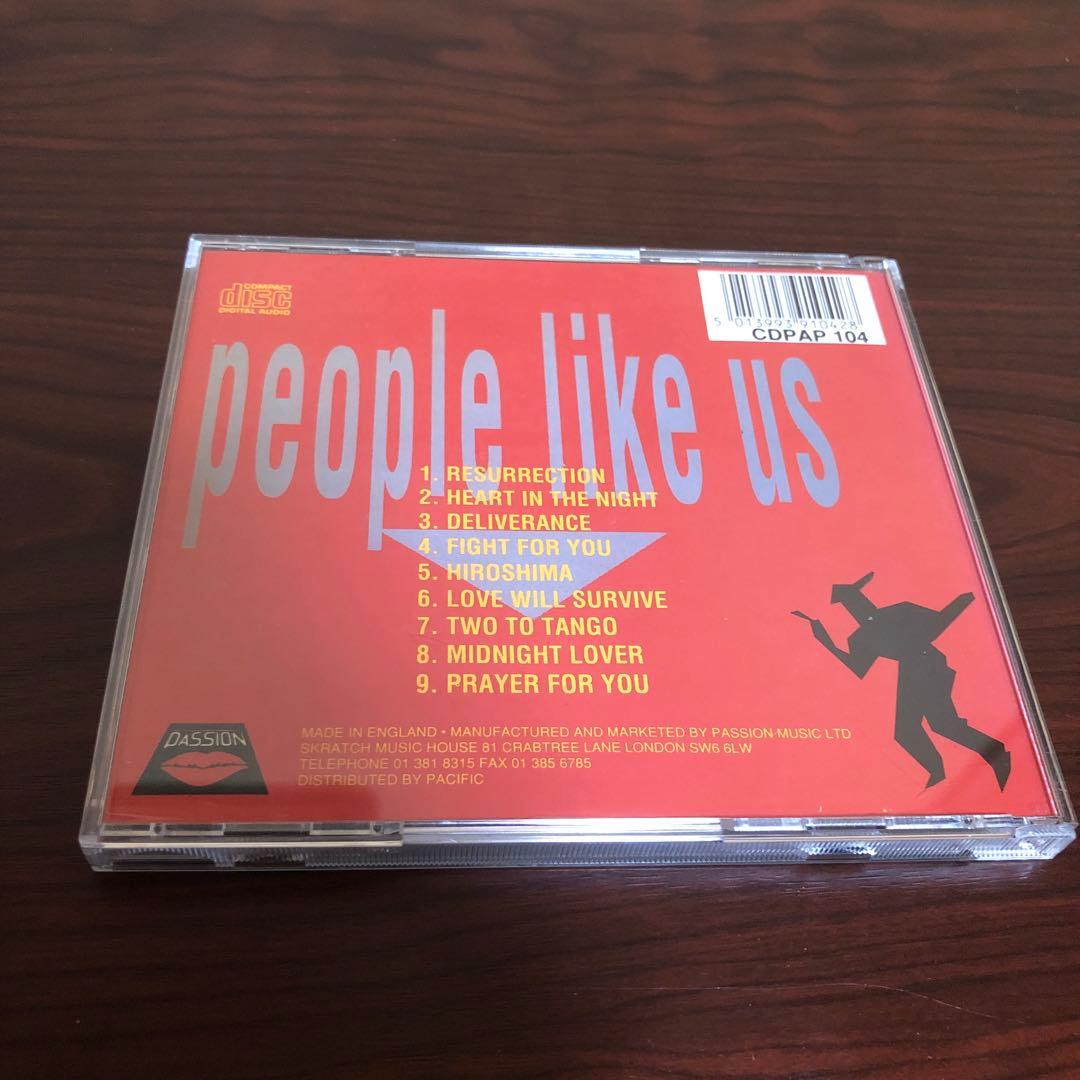 COMPACT
disc
DIGITAL AUDIO
5 013993 910428
CDPAP 104
people like us
1. RESURRECTION
2. HEART IN THE NIGHT
3. DELIVERANCE
4. FIGHT FOR YOU
5. HIROSHIMA
6. LOVE WILL SURVIVE
7. TWO TO TANGO
8. MIDNIGHT LOVER
9. PRAYER FOR YOU
PASSION
MADE IN ENGLAND • MANUFACTURED AND MARKETED BY PASSION MUSIC LTD
SKRATCH MUSIC HOUSE 81 CRABTREE LANE LONDON SW6 6LW
TELEPHONE 01 381 8315 FAX 01 385 6785
DISTRIBUTED BY PACIFIC